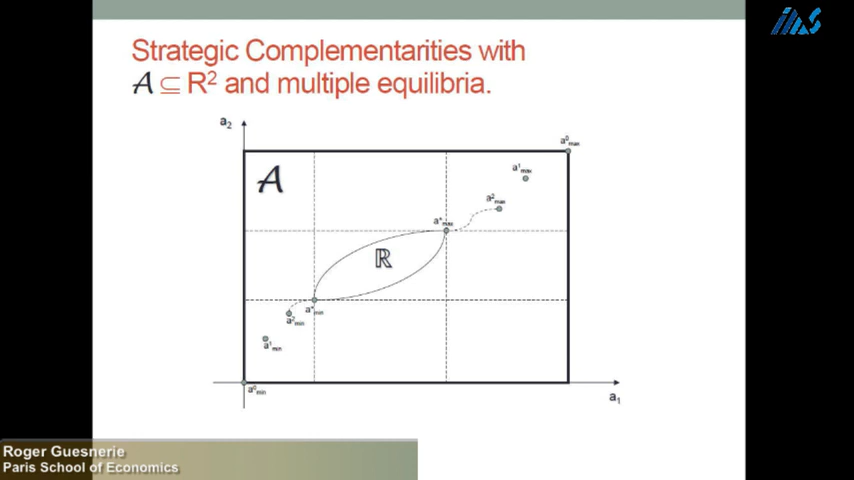 IIAS
Strategic Complementarities with
𝒜 ⊆ R² and multiple equilibria.
a₂
a⁰max
𝒜
a¹max
a²max
a*max
ℝ
a*min
a²min
a¹min
a⁰min
a₁
Roger Guesnerie
Paris School of Economics